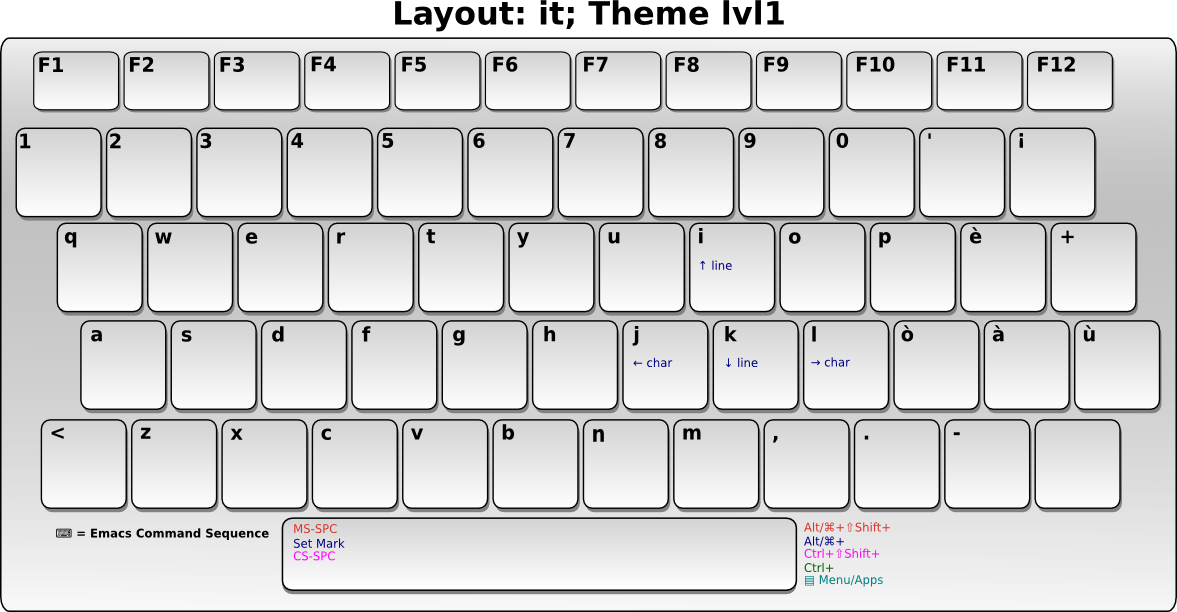 Layout: it; Theme lvl1
F1 F2 F3 F4 F5 F6 F7 F8 F9 F10 F11 F12
1 2 3 4 5 6 7 8 9 0 ' ì
q w e r t y u i o p è +
↑ line
a s d f g h j k l ò à ù
← char ↓ line → char
< z x c v b n m , . -
⌨ = Emacs Command Sequence
MS-SPC
Set Mark
CS-SPC
Alt/⌘+⇧Shift+
Alt/⌘+
Ctrl+⇧Shift+
Ctrl+
▤ Menu/Apps